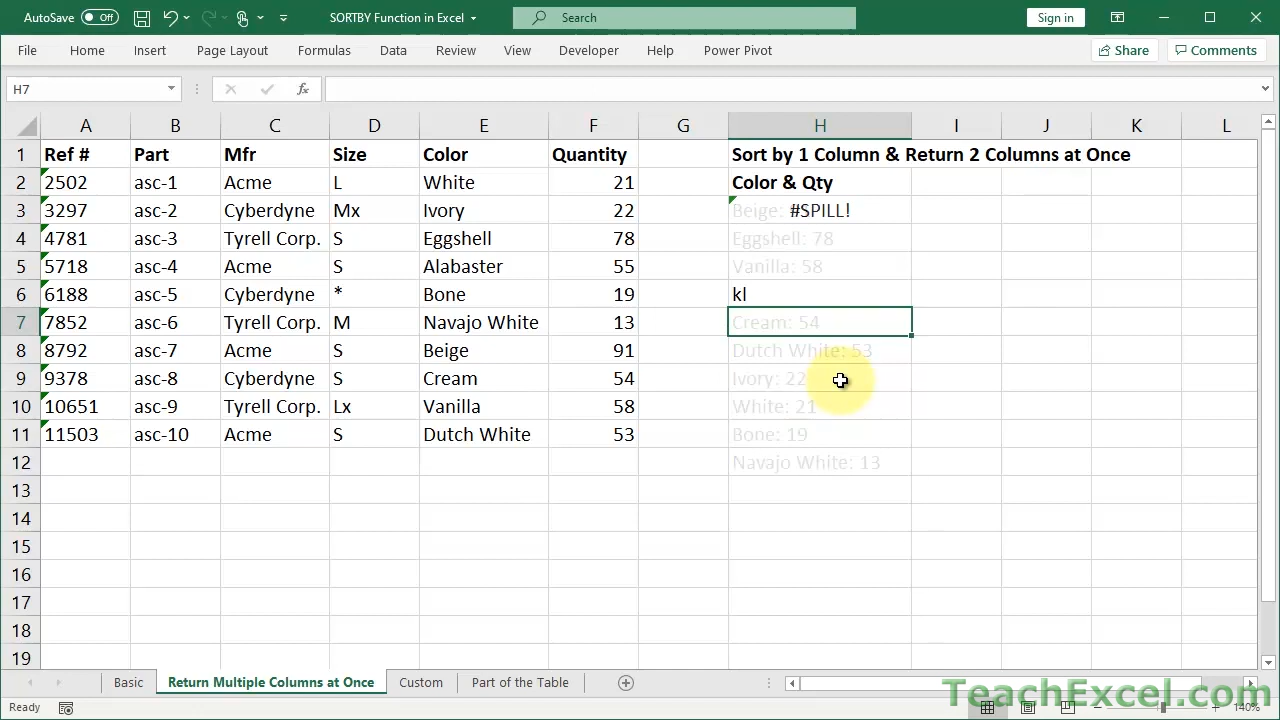 AutoSave Off SORTBY Function in Excel Search Sign in
File Home Insert Page Layout Formulas Data Review View Developer Help Power Pivot Share Comments
H7 fx
A B C D E F G H I J K L
1 Ref # Part Mfr Size Color Quantity Sort by 1 Column & Return 2 Columns at Once
2 2502 asc-1 Acme L White 21 Color & Qty
3 3297 asc-2 Cyberdyne Mx Ivory 22 Beige: #SPILL!
4 4781 asc-3 Tyrell Corp. S Eggshell 78 Eggshell: 78
5 5718 asc-4 Acme S Alabaster 55 Vanilla: 58
6 6188 asc-5 Cyberdyne * Bone 19 kl
7 7852 asc-6 Tyrell Corp. M Navajo White 13 Cream: 54
8 8792 asc-7 Acme S Beige 91 Dutch White: 53
9 9378 asc-8 Cyberdyne S Cream 54 Ivory: 22
10 10651 asc-9 Tyrell Corp. Lx Vanilla 58 White: 21
11 11503 asc-10 Acme S Dutch White 53 Bone: 19
12 Navajo White: 13
13
14
15
16
17
18
19
Basic Return Multiple Columns at Once Custom Part of the Table
TeachExcel.com
Ready 140%